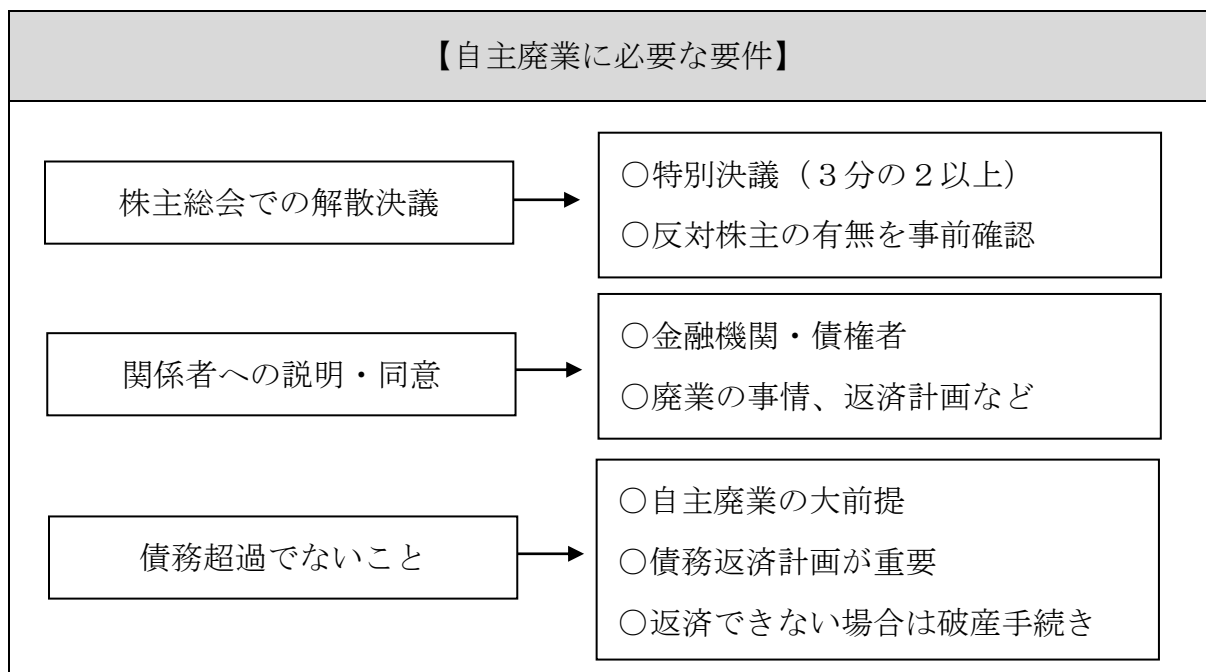 【自主廃業に必要な要件】
株主総会での解散決議
○特別決議(3分の2以上)
○反対株主の有無を事前確認
関係者への説明・同意
○金融機関・債権者
○廃業の事情、返済計画など
債務超過でないこと
○自主廃業の大前提
○債務返済計画が重要
○返済できない場合は破産手続き